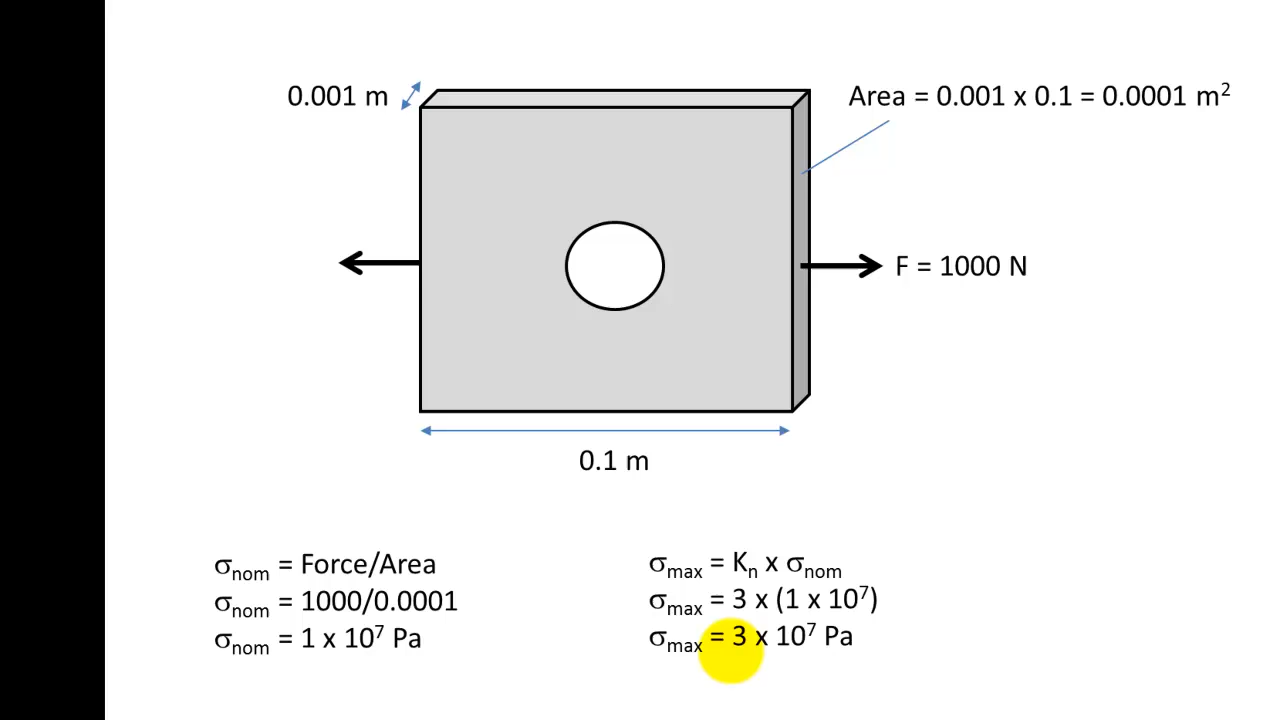 0.001 m
Area = 0.001 x 0.1 = 0.0001 m²
F = 1000 N
0.1 m
σnom = Force/Area
σnom = 1000/0.0001
σnom = 1 x 10⁷ Pa
σmax = Kn x σnom
σmax = 3 x (1 x 10⁷)
σmax = 3 x 10⁷ Pa